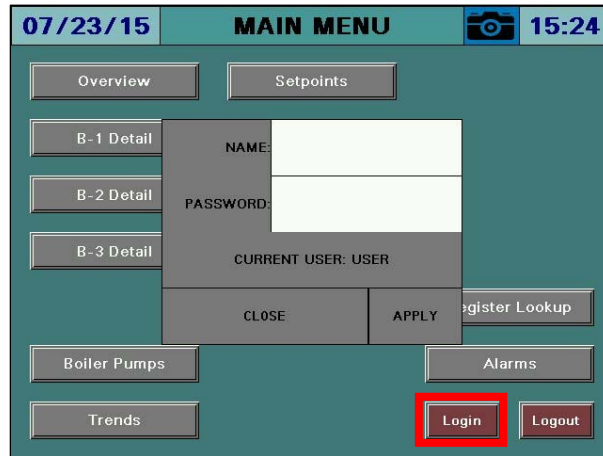 07/23/15 MAIN MENU 15:24
Overview Setpoints
B-1 Detail
NAME:
B-2 Detail
PASSWORD:
B-3 Detail
CURRENT USER: USER
CLOSE APPLY
egister Lookup
Boiler Pumps Alarms
Trends Login Logout